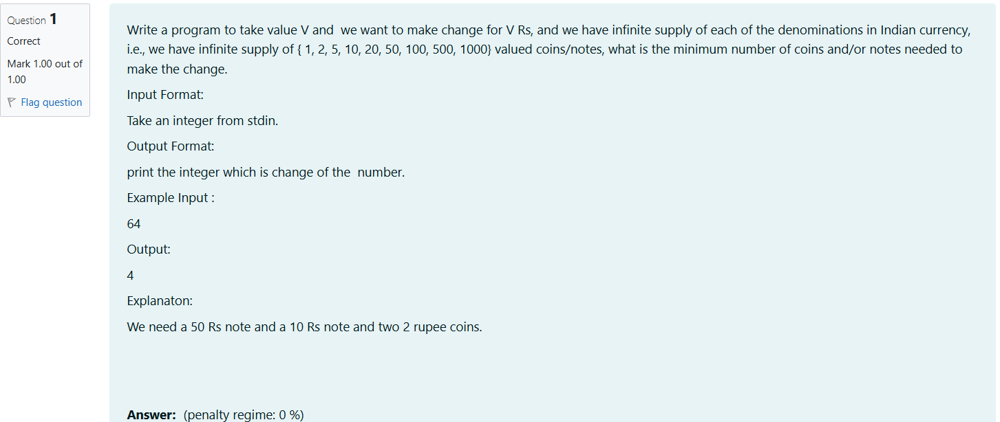 Question 1
Correct
Mark 1.00 out of
1.00
Flag question
Write a program to take value V and we want to make change for V Rs, and we have infinite supply of each of the denominations in Indian currency,
i.e., we have infinite supply of { 1, 2, 5, 10, 20, 50, 100, 500, 1000} valued coins/notes, what is the minimum number of coins and/or notes needed to
make the change.
Input Format:
Take an integer from stdin.
Output Format:
print the integer which is change of the number.
Example Input :
64
Output:
4
Explanaton:
We need a 50 Rs note and a 10 Rs note and two 2 rupee coins.
Answer: (penalty regime: 0 %)